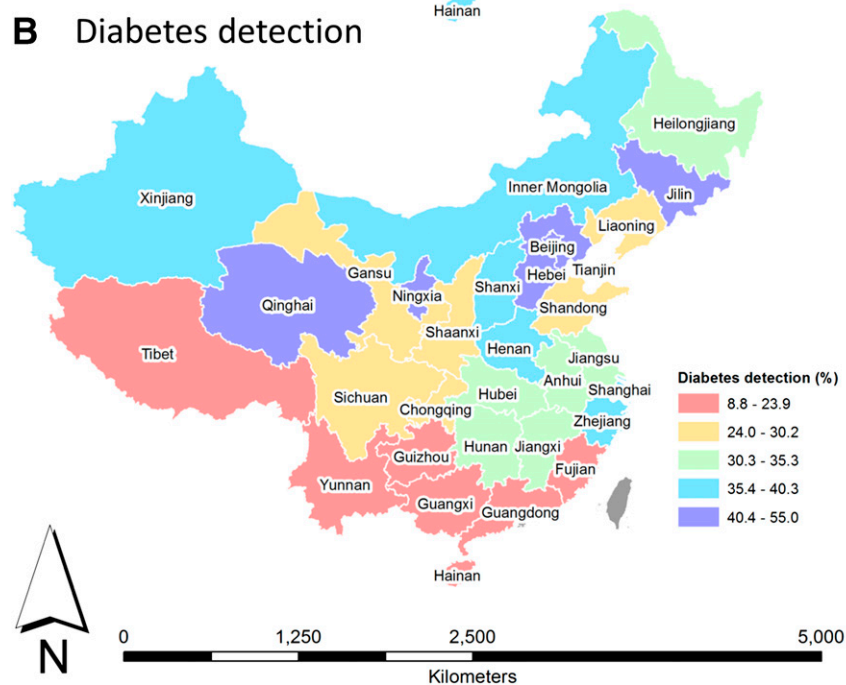 Hainan
B Diabetes detection
Heilongjiang
Jilin
Inner Mongolia
Xinjiang
Liaoning
Beijing
Tianjin
Hebei
Gansu
Shanxi
Ningxia
Qinghai
Shandong
Shaanxi
Henan
Tibet
Jiangsu
Anhui
Shanghai
Sichuan
Hubei
Chongqing
Zhejiang
Hunan
Jiangxi
Guizhou
Fujian
Yunnan
Guangxi
Guangdong
Hainan
Diabetes detection (%)
8.8 - 23.9
24.0 - 30.2
30.3 - 35.3
35.4 - 40.3
40.4 - 55.0
N
0 1,250 2,500 5,000
Kilometers